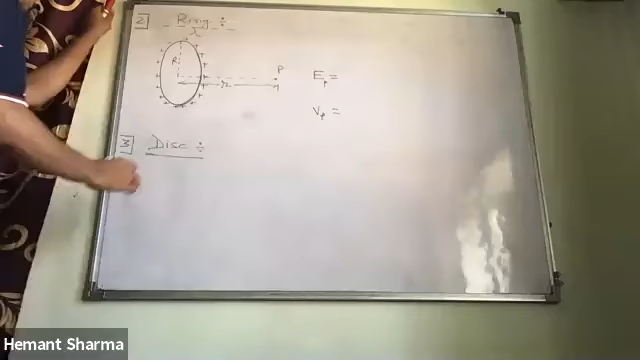 2 Ring ÷
λ
R
r
P
E_P =
V_P =
3 Disc ÷
Hemant Sharma